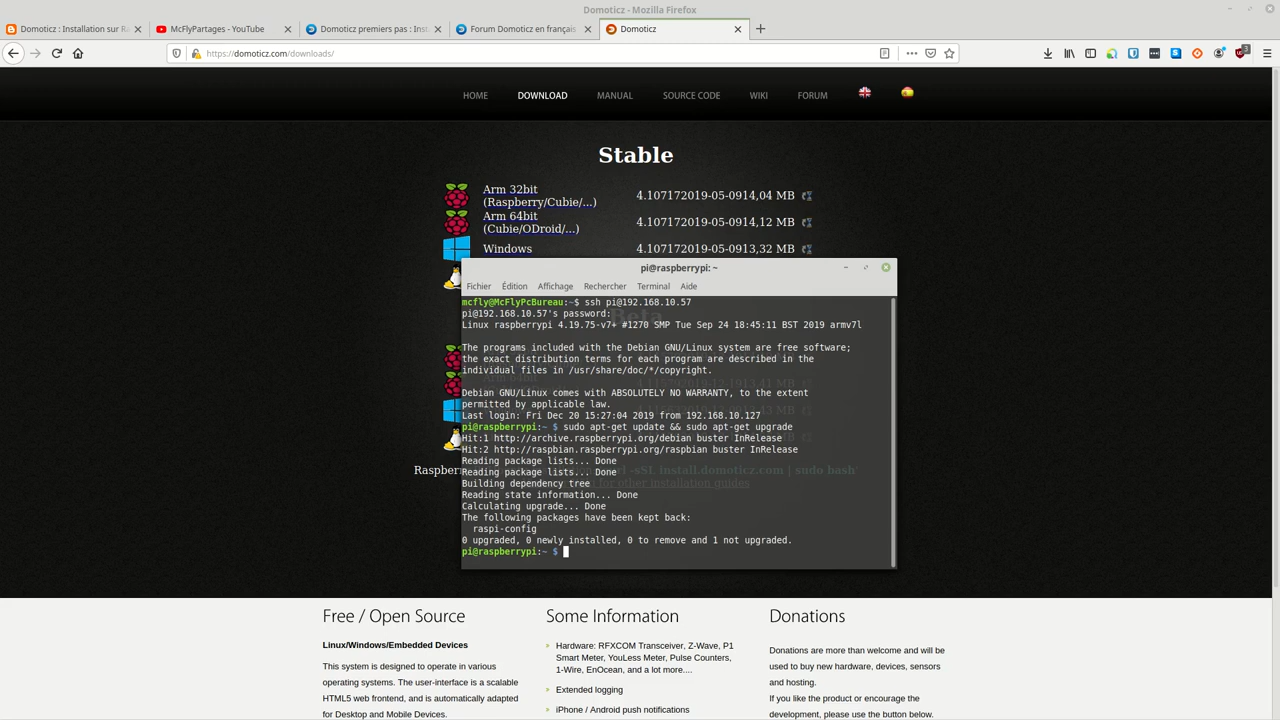 Domoticz - Mozilla Firefox
Domoticz : Installation sur Ra
McFlyPartages - YouTube
Domoticz premiers pas : Inst
Forum Domoticz en français
Domoticz
https://domoticz.com/downloads/
3
HOME DOWNLOAD MANUAL SOURCE CODE WIKI FORUM
Stable
Arm 32bit
(Raspberry/Cubie/...)
4.107172019-05-0914,04 MB
Arm 64bit
(Cubie/ODroid/...)
4.107172019-05-0914,12 MB
Windows
4.107172019-05-0913,32 MB
pi@raspberrypi: ~
Fichier Édition Affichage Rechercher Terminal Aide
mcfly@McFlyPcBureau:~$ ssh pi@192.168.10.57
pi@192.168.10.57's password:
Beta
Linux raspberrypi 4.19.75-v7+ #1270 SMP Tue Sep 24 18:45:11 BST 2019 armv7l
The programs included with the Debian GNU/Linux system are free software;
the exact distribution terms for each program are described in the
individual files in /usr/share/doc/*/copyright.
Debian GNU/Linux comes with ABSOLUTELY NO WARRANTY, to the extent
permitted by applicable law.
Last login: Fri Dec 20 15:27:04 2019 from 192.168.10.127
pi@raspberrypi:~ $ sudo apt-get update && sudo apt-get upgrade
Hit:1 http://archive.raspberrypi.org/debian buster InRelease
Hit:2 http://raspbian.raspberrypi.org/raspbian buster InRelease
Reading package lists... Done
Reading package lists... Done
Building dependency tree
Reading state information... Done
Calculating upgrade... Done
The following packages have been kept back:
raspi-config
0 upgraded, 0 newly installed, 0 to remove and 1 not upgraded.
pi@raspberrypi:~ $
Raspberr
-sSL install.domoticz.com | sudo bash'
for other installation guides
Free / Open Source
Linux/Windows/Embedded Devices
This system is designed to operate in various
operating systems. The user-interface is a scalable
HTML5 web frontend, and is automatically adapted
for Desktop and Mobile Devices.
Some Information
Hardware: RFXCOM Transceiver, Z-Wave, P1
Smart Meter, YouLess Meter, Pulse Counters,
1-Wire, EnOcean, and a lot more....
Extended logging
iPhone / Android push notifications
Donations
Donations are more than welcome and will be
used to buy new hardware, devices, sensors
and hosting.
If you like the product or encourage the
development, please use the button below.